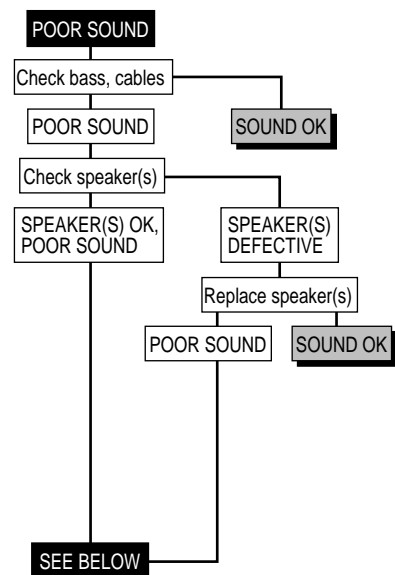 POOR SOUND
Check bass, cables
POOR SOUND
SOUND OK
Check speaker(s)
SPEAKER(S) OK,
POOR SOUND
SPEAKER(S)
DEFECTIVE
Replace speaker(s)
POOR SOUND
SOUND OK
SEE BELOW